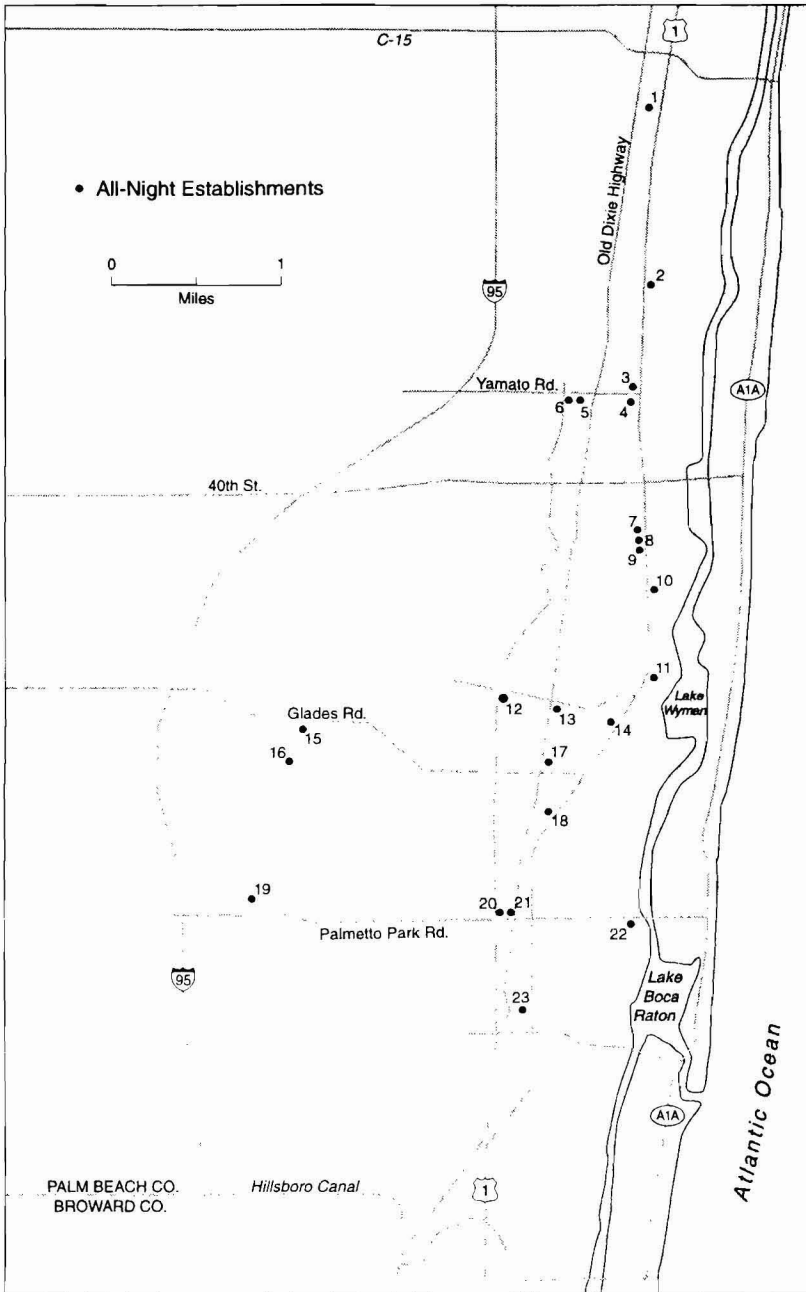 C-15
1
1
• All-Night Establishments
Old Dixie Highway
0 1
Miles
95
2
Yamato Rd.
3
A1A
6 5 4
40th St.
7
8
9
10
11
Lake
Wyman
12
13
14
Glades Rd.
15
16
17
18
19
20 21
22
Palmetto Park Rd.
95
Lake
Boca
Raton
23
A1A
Atlantic Ocean
PALM BEACH CO.
BROWARD CO.
Hillsboro Canal
1